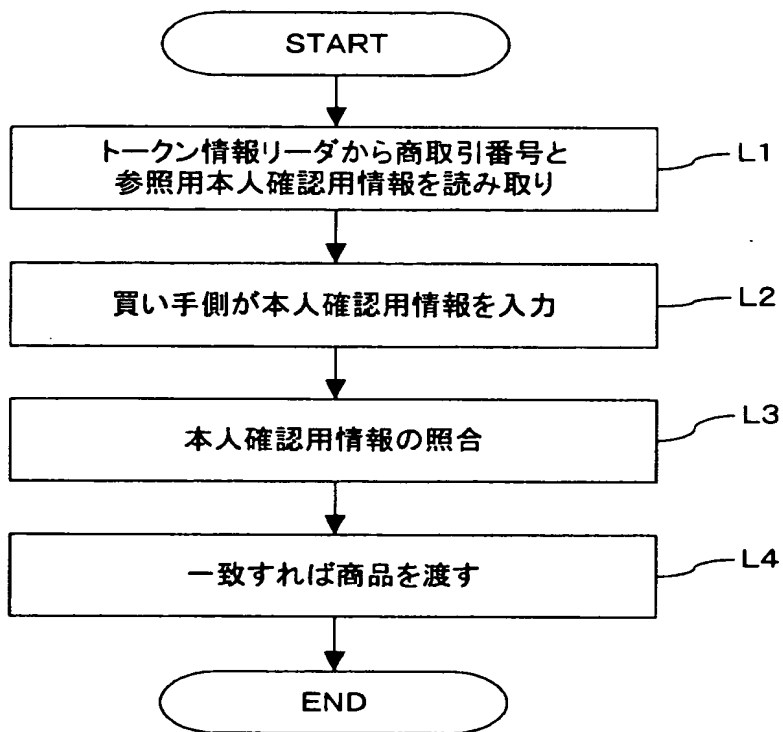 START
トークン情報リーダから商取引番号と
参照用本人確認用情報を読み取り
L1
買い手側が本人確認用情報を入力
L2
本人確認用情報の照合
L3
一致すれば商品を渡す
L4
END